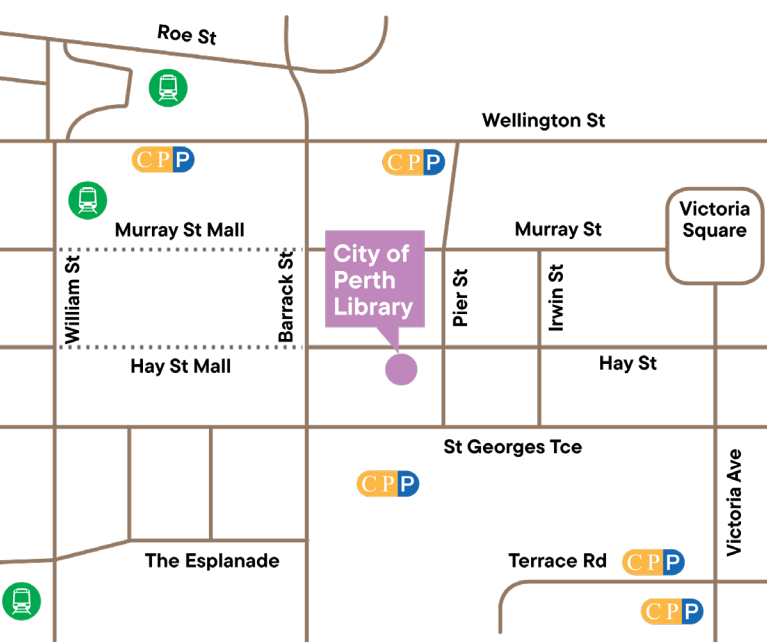 Roe St
Wellington St
CPP
CPP
Murray St Mall
Murray St
Victoria
Square
City of
Perth
Library
William St
Barrack St
Pier St
Irwin St
Hay St Mall
Hay St
St Georges Tce
CPP
Victoria Ave
The Esplanade
Terrace Rd
CPP
CPP